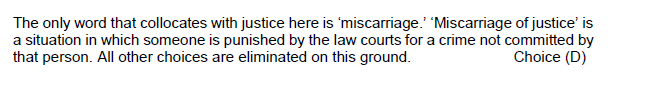 The only word that collocates with justice here is ‘miscarriage.’ ‘Miscarriage of justice’ is
a situation in which someone is punished by the law courts for a crime not committed by
that person. All other choices are eliminated on this ground. Choice (D)